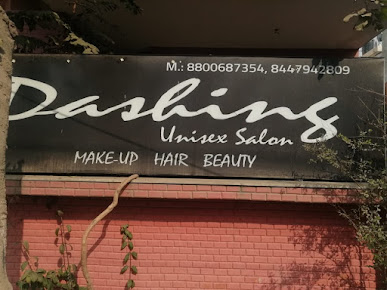 M.: 8800687354, 8447942809
Dashing
Unisex Salon
MAKE-UP HAIR BEAUTY